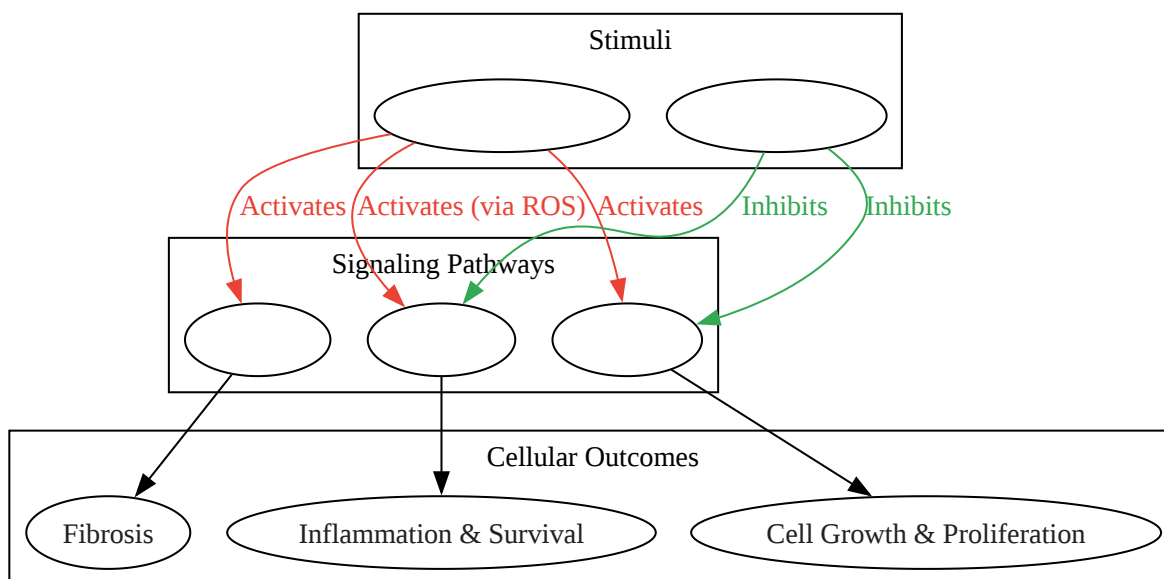 Stimuli
Activates
Activates (via ROS)
Activates
Inhibits
Inhibits
Signaling Pathways
Cellular Outcomes
Fibrosis
Inflammation & Survival
Cell Growth & Proliferation